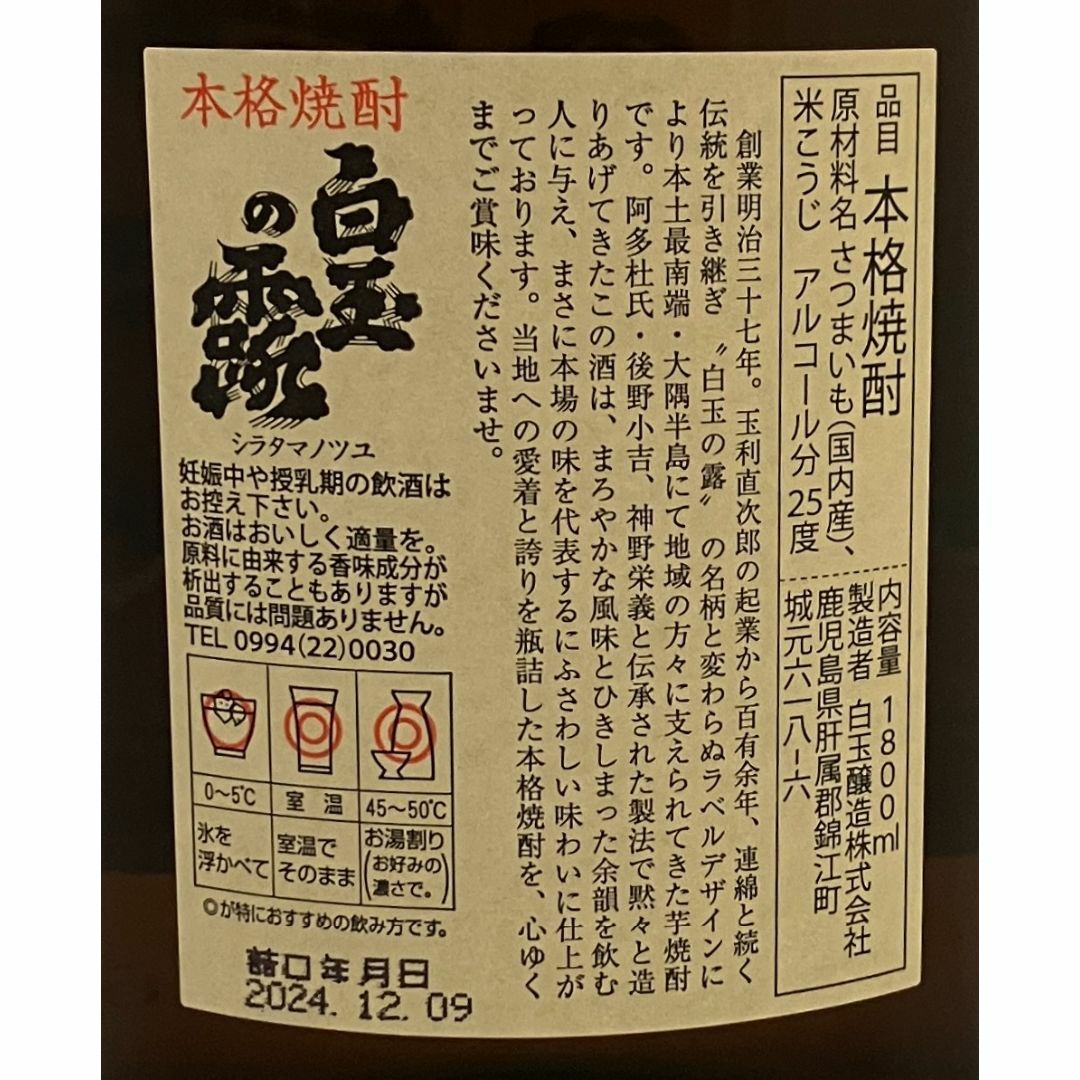 品目 本格焼酎
原材料名 さつまいも(国内産)、
米こうじ アルコール分 25度
内容量 1800ml
製造者 白玉醸造株式会社
鹿児島県肝属郡錦江町
城元六一八-六
創業明治三十七年。玉利直次郎の起業から百有余年、連綿と続く
伝統を引き継ぎ〝白玉の露〟の名柄と変わらぬラベルデザインに
より本土最南端・大隅半島にて地域の方々に支えられてきた芋焼酎
です。阿多杜氏・後野小吉、神野栄義と伝承された製法で黙々と造
りあげてきたこの酒は、まろやかな風味とひきしまった余韻を飲む
人に与え、まさに本場の味を代表するにふさわしい味わいに仕上が
っております。当地への愛着と誇りを瓶詰した本格焼酎を、心ゆく
までご賞味くださいませ。
本格焼酎
白玉
の露
シラタマノツユ
妊娠中や授乳期の飲酒は
お控え下さい。
お酒はおいしく適量を。
原料に由来する香味成分が
析出することもありますが
品質には問題ありません。
TEL 0994(22)0030
0〜5℃
氷を
浮かべて
室温
室温で
そのまま
45〜50℃
お湯割り
(お好みの
濃さで。)
◎が特におすすめの飲み方です。
詰口年月日
2024. 12. 09